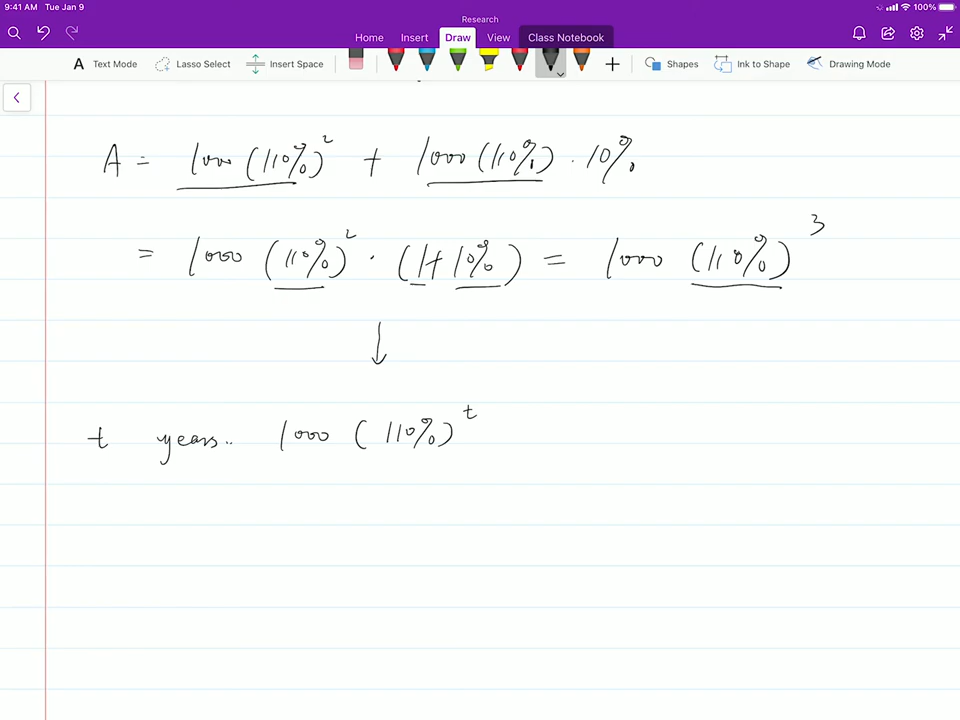 9:41 AM Tue Jan 9
100%
Research
Home Insert Draw View Class Notebook
Text Mode Lasso Select Insert Space Shapes Ink to Shape Drawing Mode
A = 1000 (110%)² + 1000 (110%) · 10%
= 1000 (110%)² · (1+10%) = 1000 (110%)³
↓
t years.. 1000 (110%)ᵗ